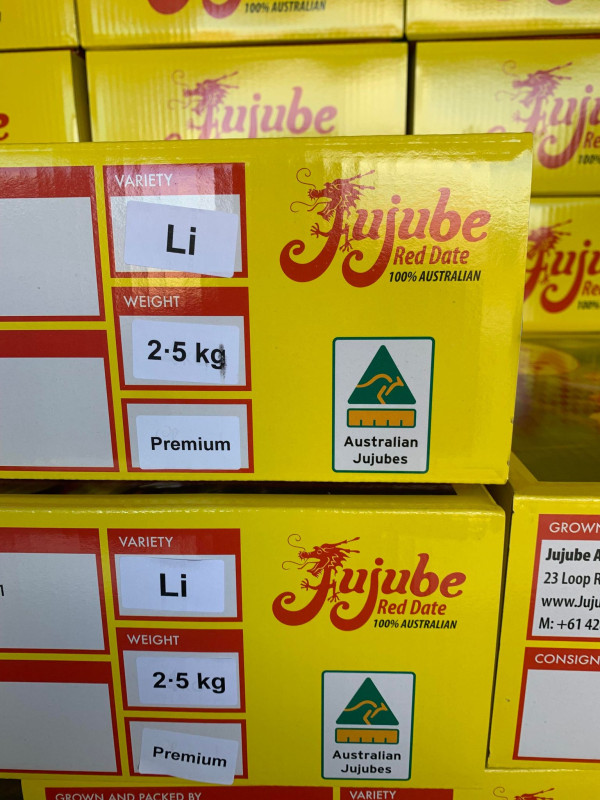 100% AUSTRALIAN
Jujube
VARIETY
Li
WEIGHT
2.5 kg
Premium
Jujube
Red Date
100% AUSTRALIAN
Australian
Jujubes
VARIETY
Li
WEIGHT
2.5 kg
Premium
Jujube
Red Date
100% AUSTRALIAN
Australian
Jujubes
GROWN
Jujube A
23 Loop R
www.Juju
M: +61 42
CONSIGN
GROWN AND PACKED BY
VARIETY